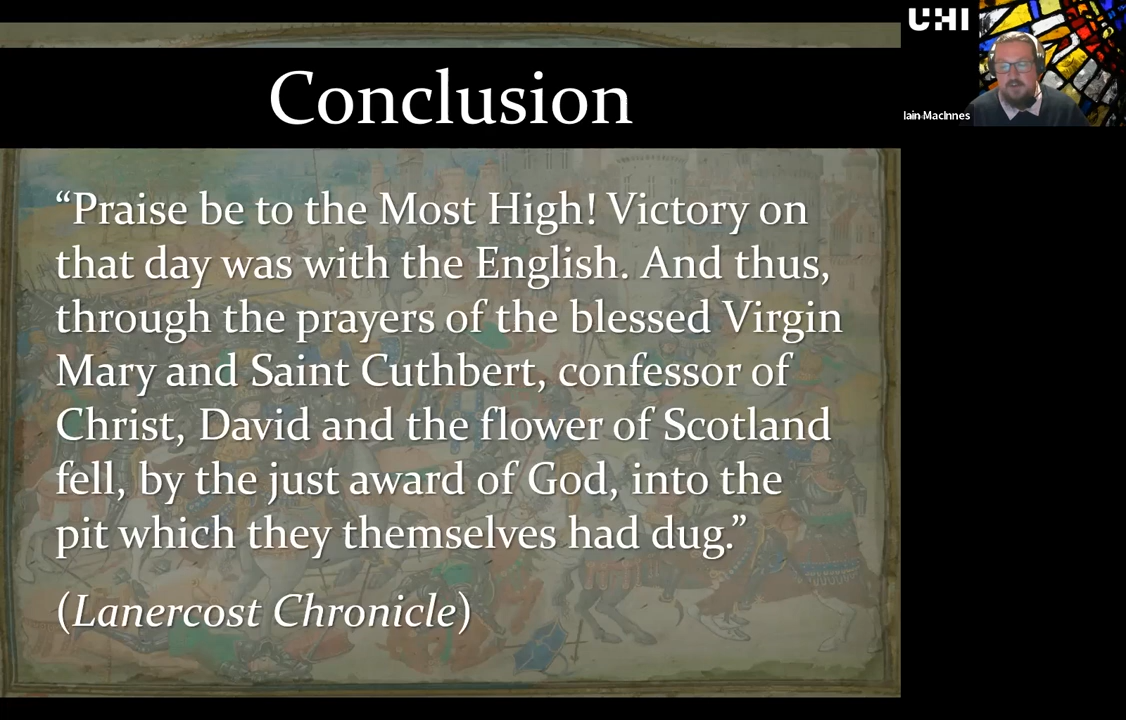 Conclusion
“Praise be to the Most High! Victory on
that day was with the English. And thus,
through the prayers of the blessed Virgin
Mary and Saint Cuthbert, confessor of
Christ, David and the flower of Scotland
fell, by the just award of God, into the
pit which they themselves had dug.”
(Lanercost Chronicle)
UHI
Iain MacInnes